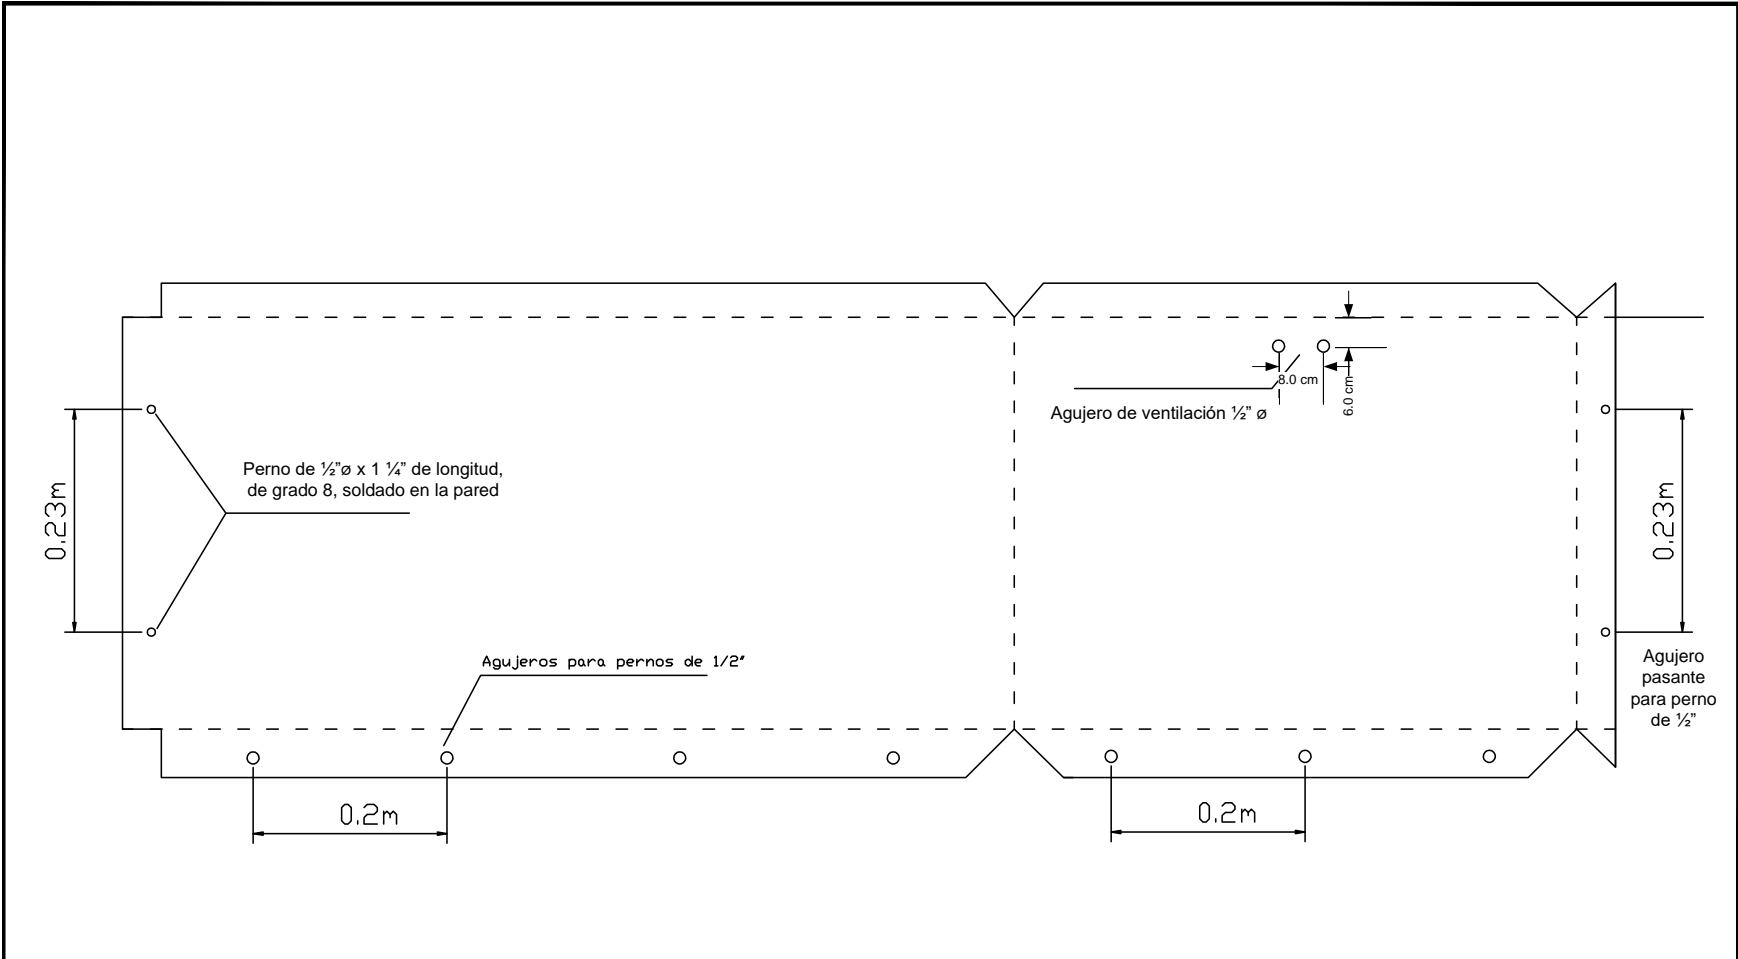 8.0 cm
6.0 cm
Agujero de ventilación ½” ø
Perno de ½”ø x 1 ¼” de longitud,
de grado 8, soldado en la pared
0.23m
0.23m
Agujeros para pernos de 1/2"
Agujero
pasante
para perno
de ½”
0.2m
0.2m